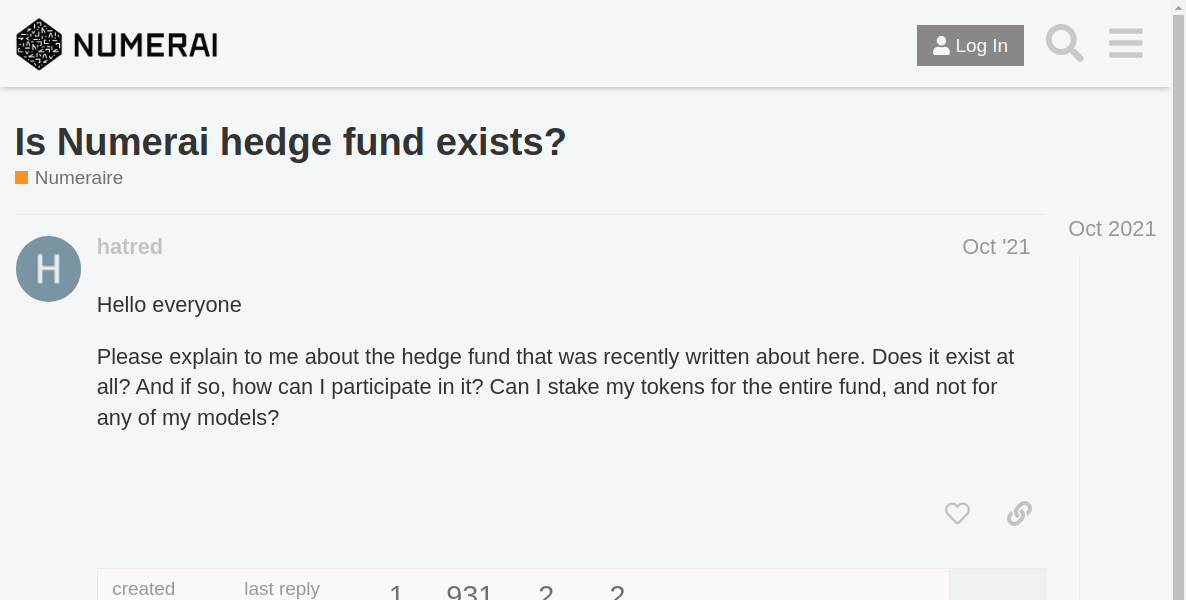 NUMERAI
Log In
Is Numerai hedge fund exists?
Numeraire
Oct 2021
H
hatred
Oct '21
Hello everyone
Please explain to me about the hedge fund that was recently written about here. Does it exist at
all? And if so, how can I participate in it? Can I stake my tokens for the entire fund, and not for
any of my models?
created
last reply
1
931
2
2